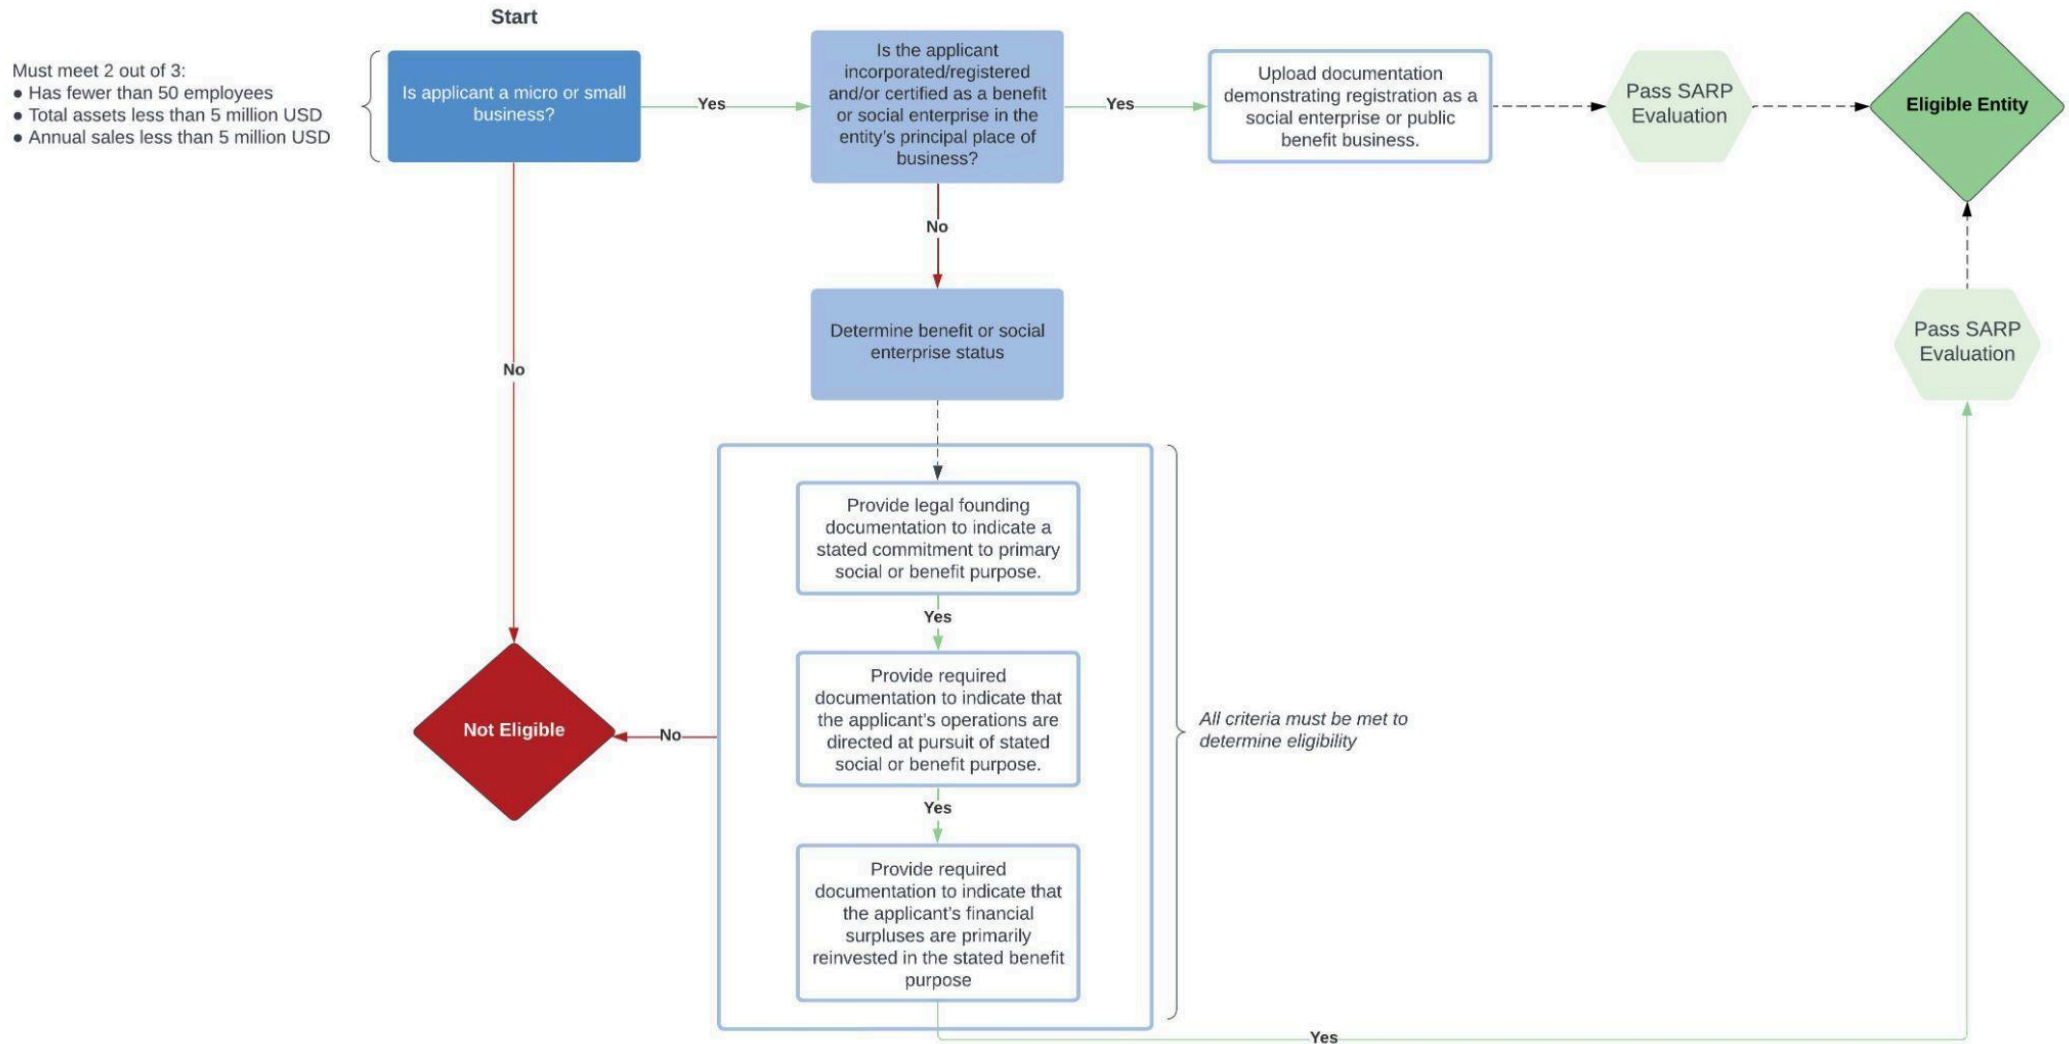 Start
Must meet 2 out of 3:
● Has fewer than 50 employees
● Total assets less than 5 million USD
● Annual sales less than 5 million USD
Is applicant a micro or small
business?
Yes
Is the applicant
incorporated/registered
and/or certified as a benefit
or social enterprise in the
entity's principal place of
business?
Yes
Upload documentation
demonstrating registration as a
social enterprise or public
benefit business.
Pass SARP
Evaluation
Eligible Entity
No
Determine benefit or social
enterprise status
Pass SARP
Evaluation
No
Provide legal founding
documentation to indicate a
stated commitment to primary
social or benefit purpose.
Yes
Provide required
documentation to indicate that
the applicant's operations are
directed at pursuit of stated
social or benefit purpose.
Not Eligible
No
All criteria must be met to
determine eligibility
Yes
Provide required
documentation to indicate that
the applicant's financial
surpluses are primarily
reinvested in the stated benefit
purpose
Yes